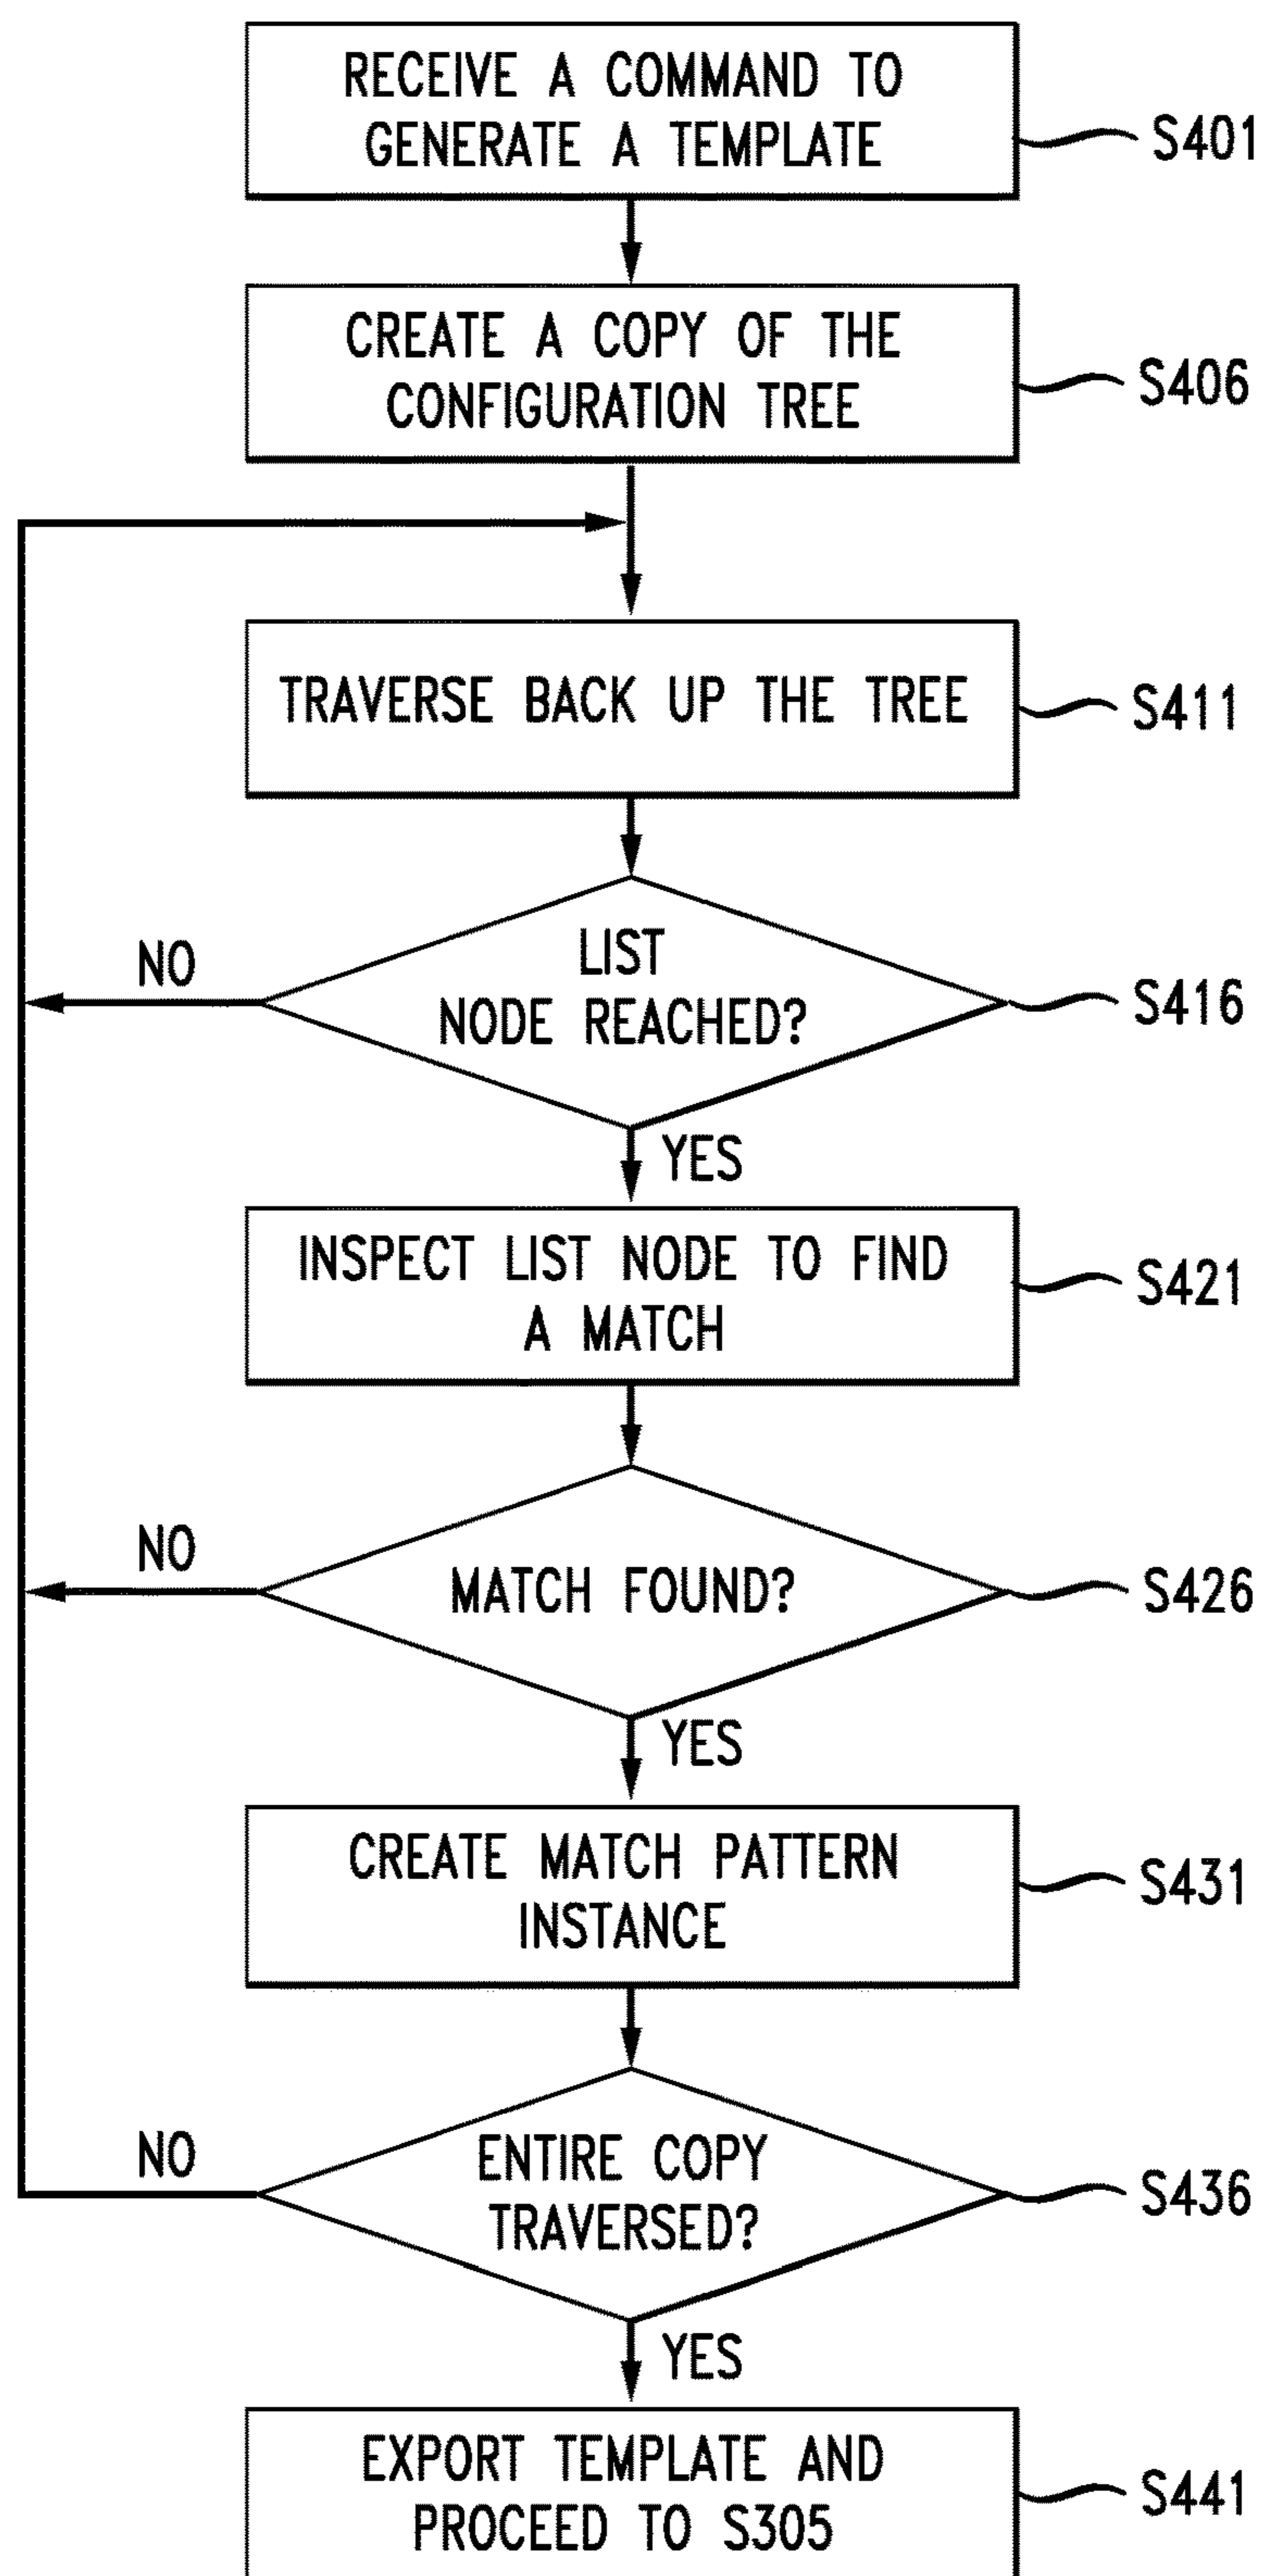 RECEIVE A COMMAND TO
GENERATE A TEMPLATE
S401
CREATE A COPY OF THE
CONFIGURATION TREE
S406
TRAVERSE BACK UP THE TREE
S411
LIST
NODE REACHED?
S416
NO
YES
INSPECT LIST NODE TO FIND
A MATCH
S421
MATCH FOUND?
S426
NO
YES
CREATE MATCH PATTERN
INSTANCE
S431
ENTIRE COPY
TRAVERSED?
S436
NO
YES
EXPORT TEMPLATE AND
PROCEED TO S305
S441